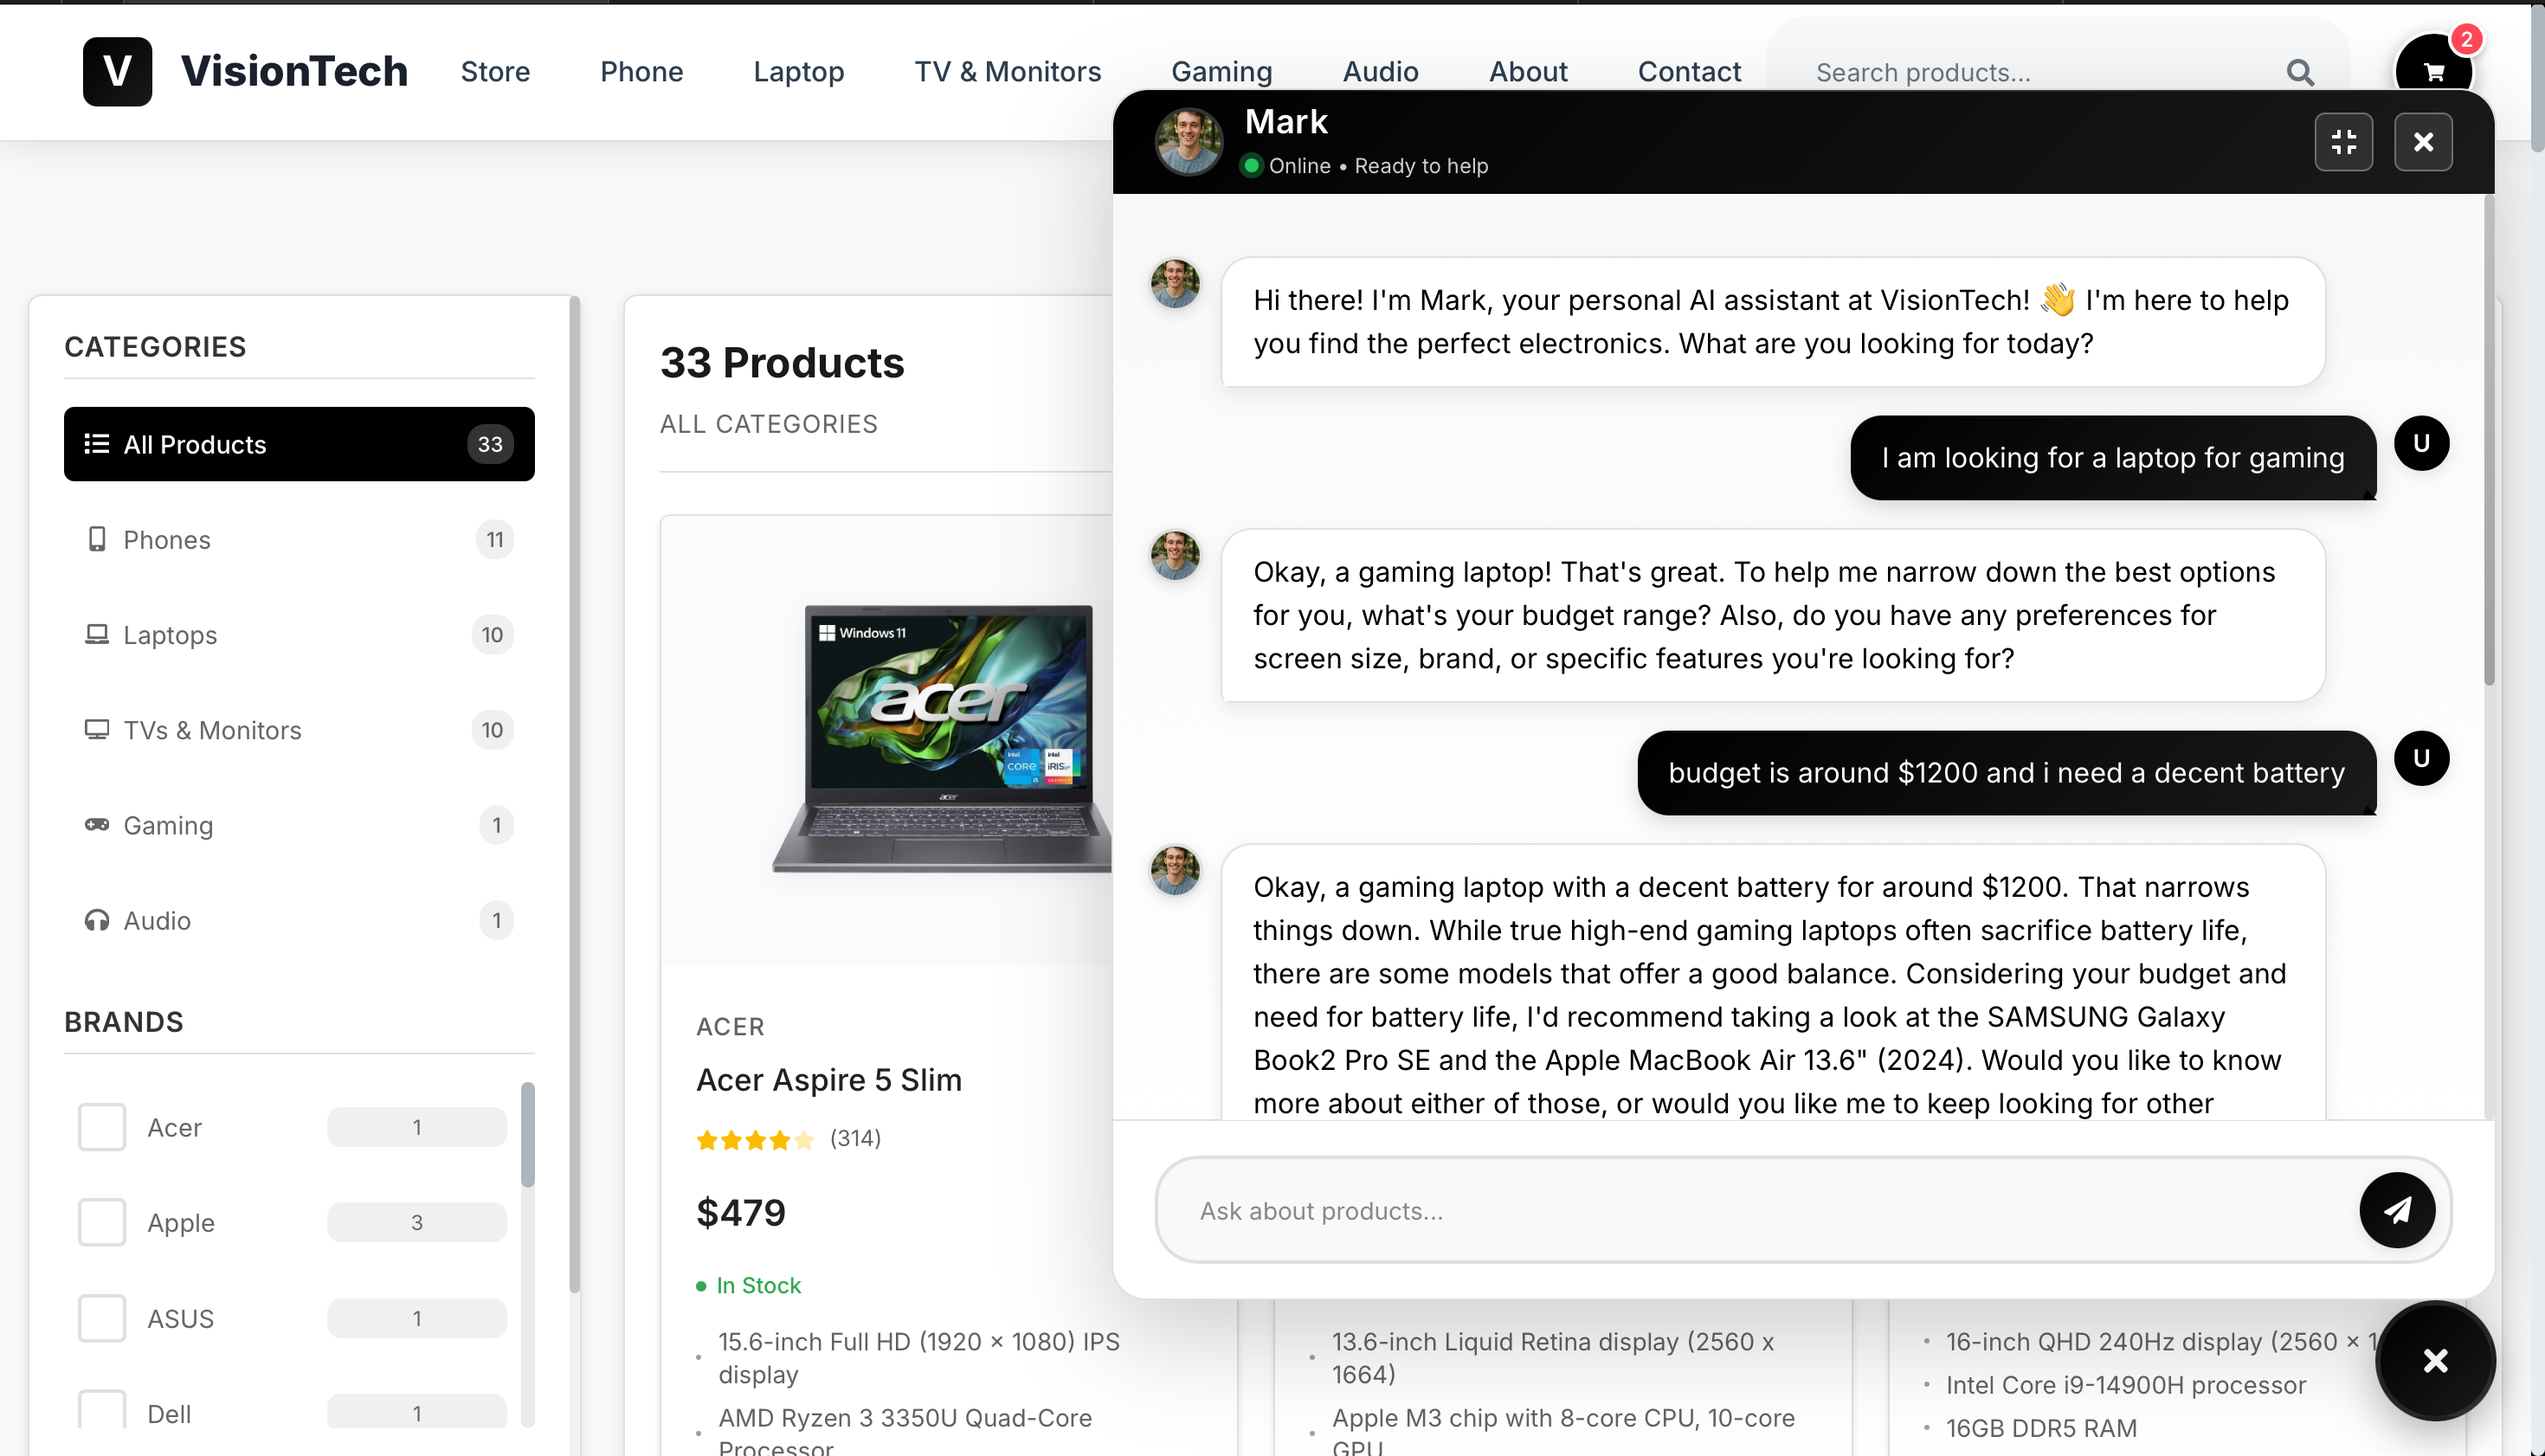 V VisionTech Store Phone Laptop TV & Monitors Gaming Audio About Contact Search products... 2
Mark
Online • Ready to help
Hi there! I'm Mark, your personal AI assistant at VisionTech! 👋 I'm here to help
you find the perfect electronics. What are you looking for today?
I am looking for a laptop for gaming
U
Okay, a gaming laptop! That's great. To help me narrow down the best options
for you, what's your budget range? Also, do you have any preferences for
screen size, brand, or specific features you're looking for?
budget is around $1200 and i need a decent battery
U
Okay, a gaming laptop with a decent battery for around $1200. That narrows
things down. While true high-end gaming laptops often sacrifice battery life,
there are some models that offer a good balance. Considering your budget and
need for battery life, I'd recommend taking a look at the SAMSUNG Galaxy
Book2 Pro SE and the Apple MacBook Air 13.6" (2024). Would you like to know
more about either of those, or would you like me to keep looking for other
Ask about products...
CATEGORIES
All Products 33
Phones 11
Laptops 10
TVs & Monitors 10
Gaming 1
Audio 1
BRANDS
Acer 1
Apple 3
ASUS 1
Dell 1
33 Products
ALL CATEGORIES
Windows 11
acer
intel
CORE
i5
intel
IRIS
acer
ACER
Acer Aspire 5 Slim
(314)
$479
In Stock
15.6-inch Full HD (1920 × 1080) IPS
display
AMD Ryzen 3 3350U Quad-Core
Processor
13.6-inch Liquid Retina display (2560 x
1664)
Apple M3 chip with 8-core CPU, 10-core
GPU
16-inch QHD 240Hz display (2560 × 1
Intel Core i9-14900H processor
16GB DDR5 RAM